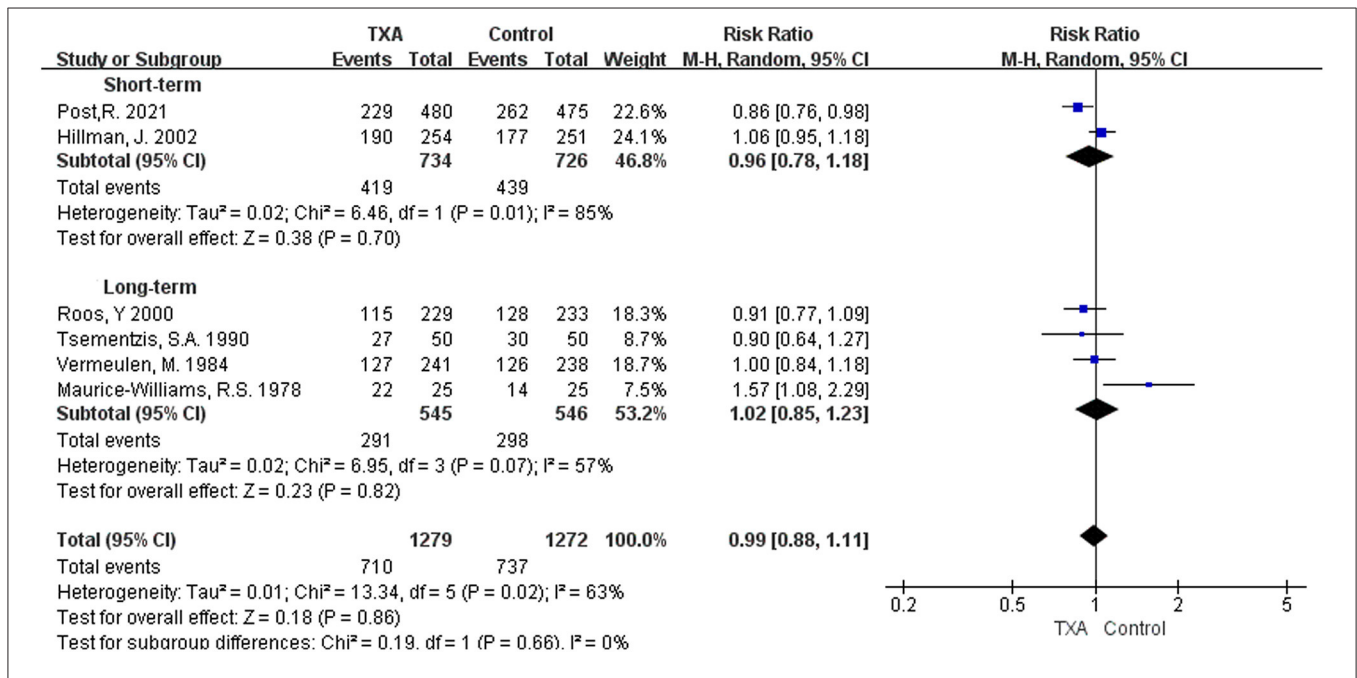 TXA Control Risk Ratio Risk Ratio
Study or Subgroup Events Total Events Total Weight M-H, Random, 95% CI M-H, Random, 95% CI
Short-term
Post,R. 2021 229 480 262 475 22.6% 0.86 [0.76, 0.98]
Hillman, J. 2002 190 254 177 251 24.1% 1.06 [0.95, 1.18]
Subtotal (95% CI) 734 726 46.8% 0.96 [0.78, 1.18]
Total events 419 439
Heterogeneity: Tau² = 0.02; Chi² = 6.46, df = 1 (P = 0.01); I² = 85%
Test for overall effect: Z = 0.38 (P = 0.70)
Long-term
Roos, Y 2000 115 229 128 233 18.3% 0.91 [0.77, 1.09]
Tsementzis, S.A. 1990 27 50 30 50 8.7% 0.90 [0.64, 1.27]
Vermeulen, M. 1984 127 241 126 238 18.7% 1.00 [0.84, 1.18]
Maurice-Williams, R.S. 1978 22 25 14 25 7.5% 1.57 [1.08, 2.29]
Subtotal (95% CI) 545 546 53.2% 1.02 [0.85, 1.23]
Total events 291 298
Heterogeneity: Tau² = 0.02; Chi² = 6.95, df = 3 (P = 0.07); I² = 57%
Test for overall effect: Z = 0.23 (P = 0.82)
Total (95% CI) 1279 1272 100.0% 0.99 [0.88, 1.11]
Total events 710 737
Heterogeneity: Tau² = 0.01; Chi² = 13.34, df = 5 (P = 0.02); I² = 63%
Test for overall effect: Z = 0.18 (P = 0.86)
Test for subgroup differences: Chi² = 0.19, df = 1 (P = 0.66), I² = 0%
0.2 0.5 1 2 5
TXA Control